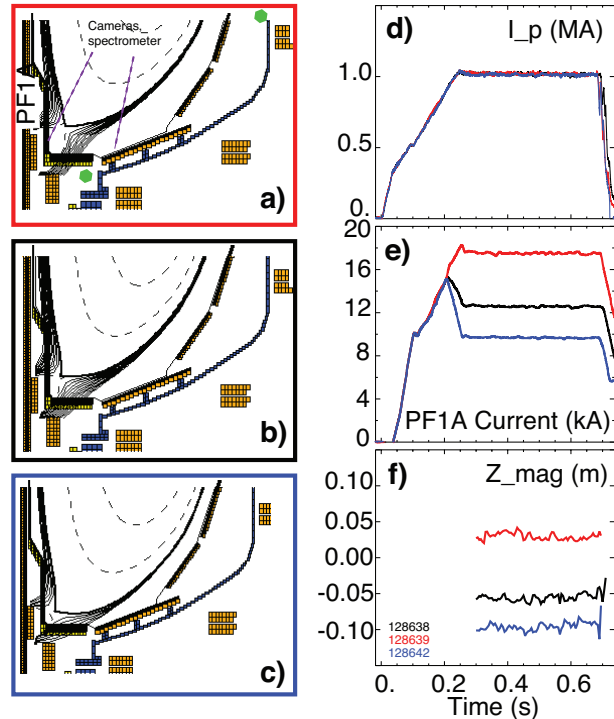 PF1A
Cameras,
spectrometer
a)
b)
c)
d) I_p (MA)
1.0
0.5
0.
e)
20
16
12
8
4
0
PF1A Current (kA)
f) Z_mag (m)
0.10
0.05
0.00
-0.05
-0.10
128638
128639
128642
0. 0.2 0.4 0.6
Time (s)